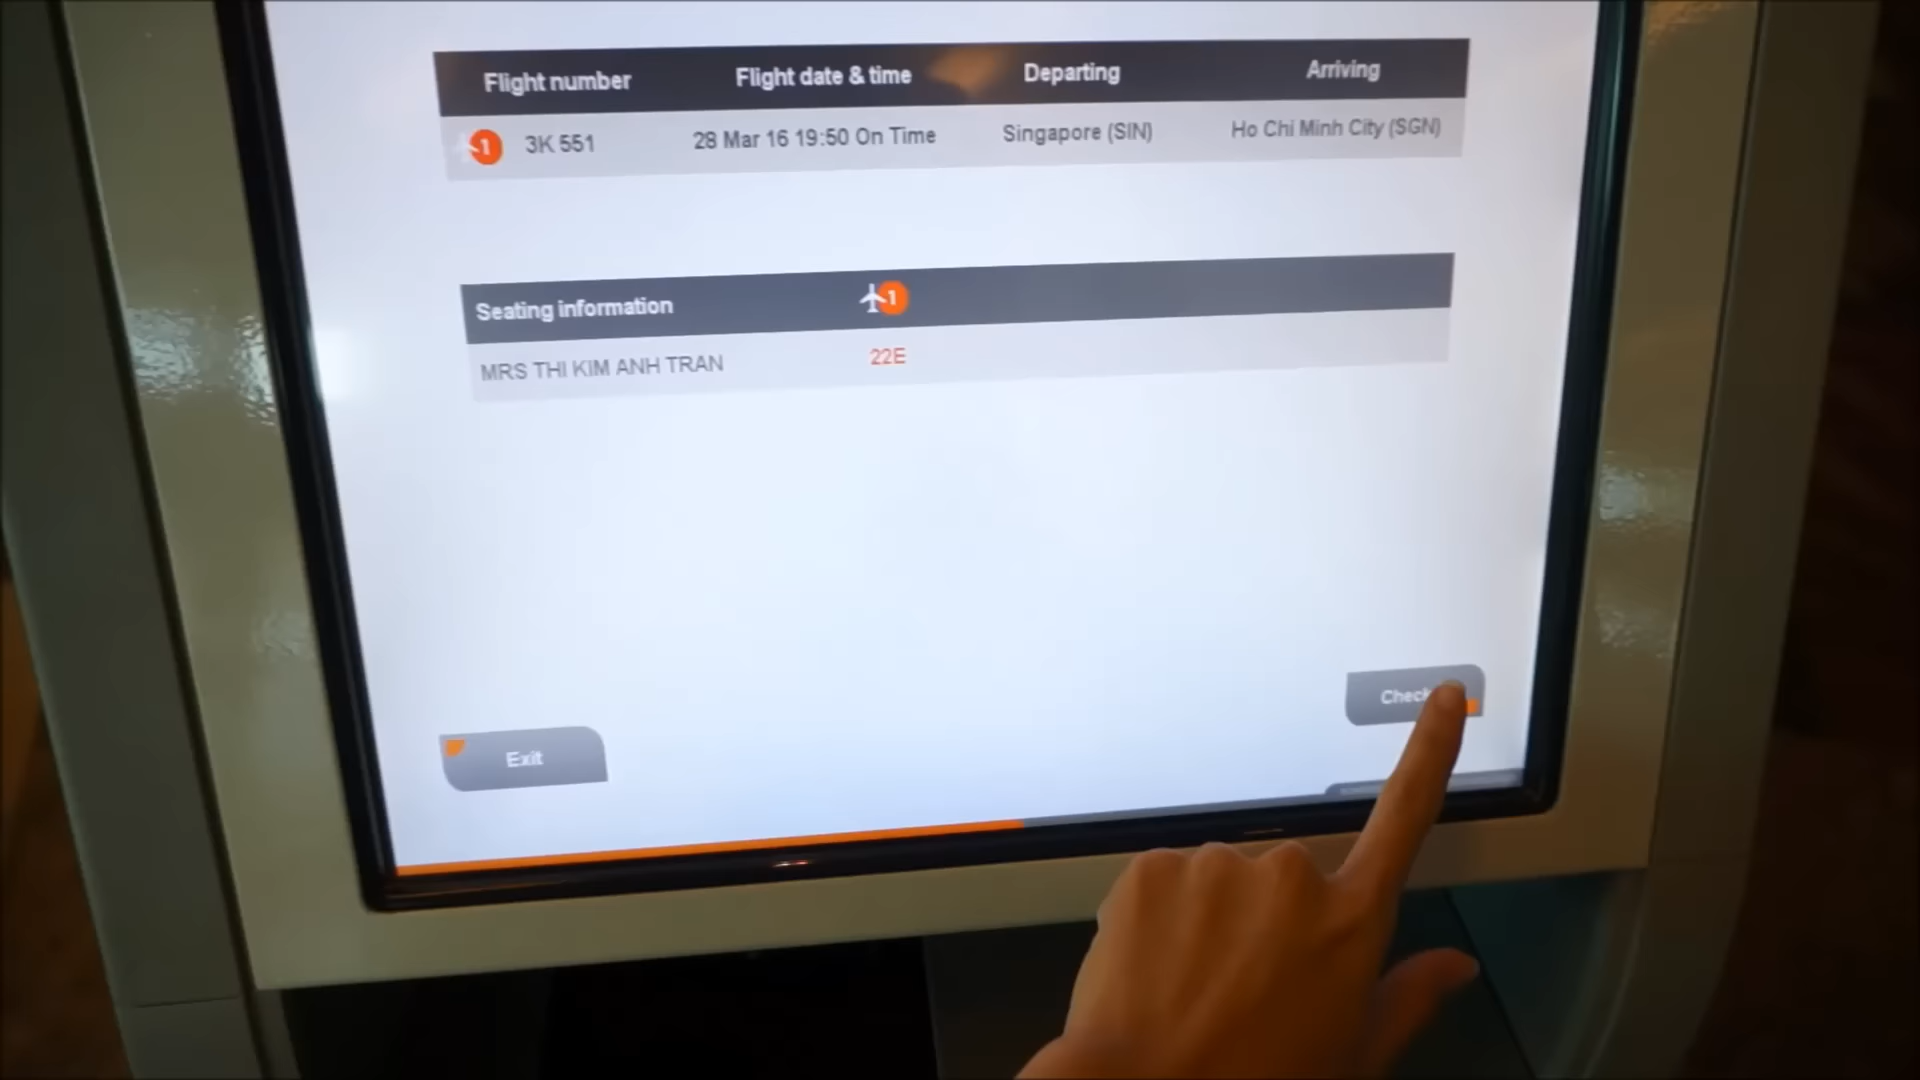 Flight number Flight date & time Departing Arriving
1 3K 551 28 Mar 16 19:50 On Time Singapore (SIN) Ho Chi Minh City (SGN)
Seating information 1
MRS THI KIM ANH TRAN 22E
Check
Exit